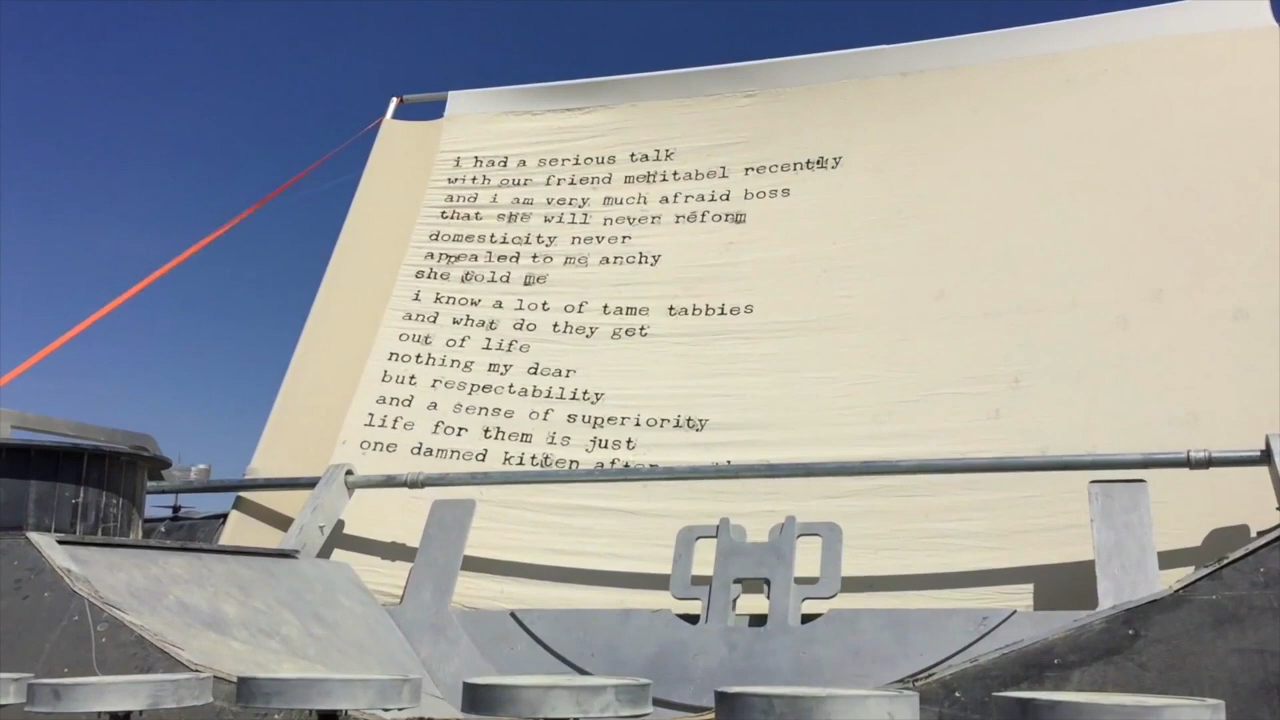 i had a serious talk
with our friend mehitabel recently
and i am very much afraid boss
that she will never reform
domesticity never
appealed to me anchy
she told me
i know a lot of tame tabbies
and what do they get
out of life
nothing my dear
but respectability
and a sense of superiority
life for them is just
one damned kitten after